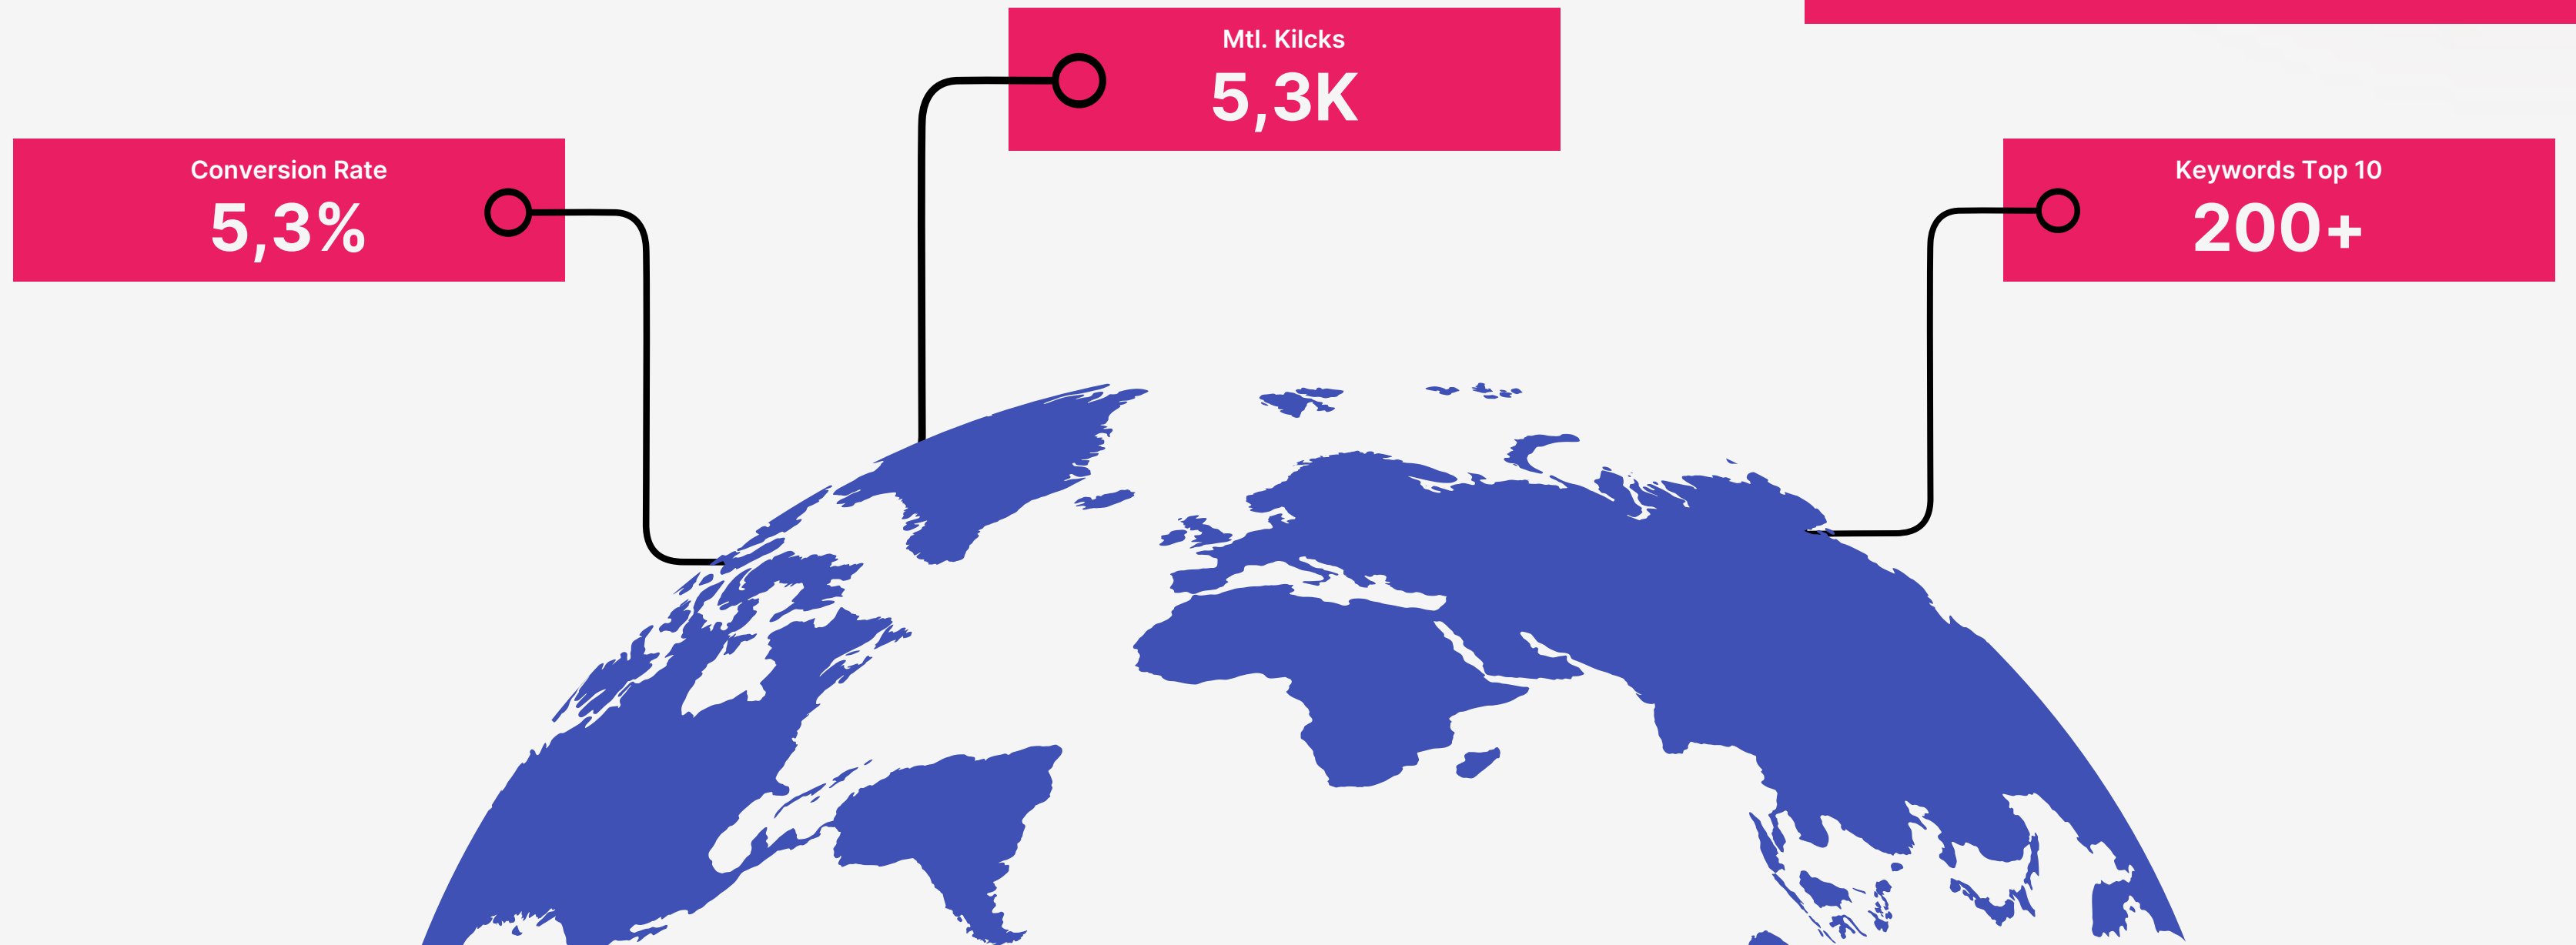 Mtl. Kilcks
5,3K
Conversion Rate
5,3%
Keywords Top 10
200+